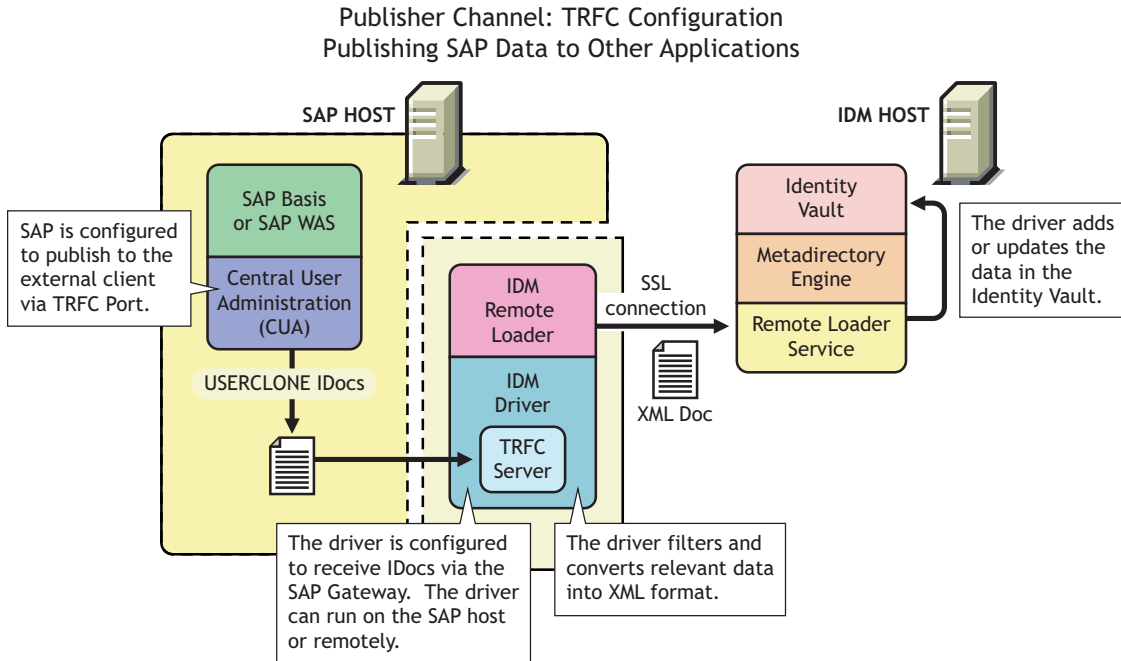 Publisher Channel: TRFC Configuration
Publishing SAP Data to Other Applications
SAP HOST
IDM HOST
SAP Basis
or SAP WAS
Central User
Administration
(CUA)
SAP is configured
to publish to the
external client
via TRFC Port.
USERCLONE IDocs
IDM
Remote
Loader
IDM
Driver
TRFC
Server
SSL
connection
XML Doc
Identity
Vault
Metadirectory
Engine
Remote Loader
Service
The driver adds
or updates the
data in the
Identity Vault.
The driver is configured
to receive IDocs via the
SAP Gateway. The driver
can run on the SAP host
or remotely.
The driver filters and
converts relevant data
into XML format.